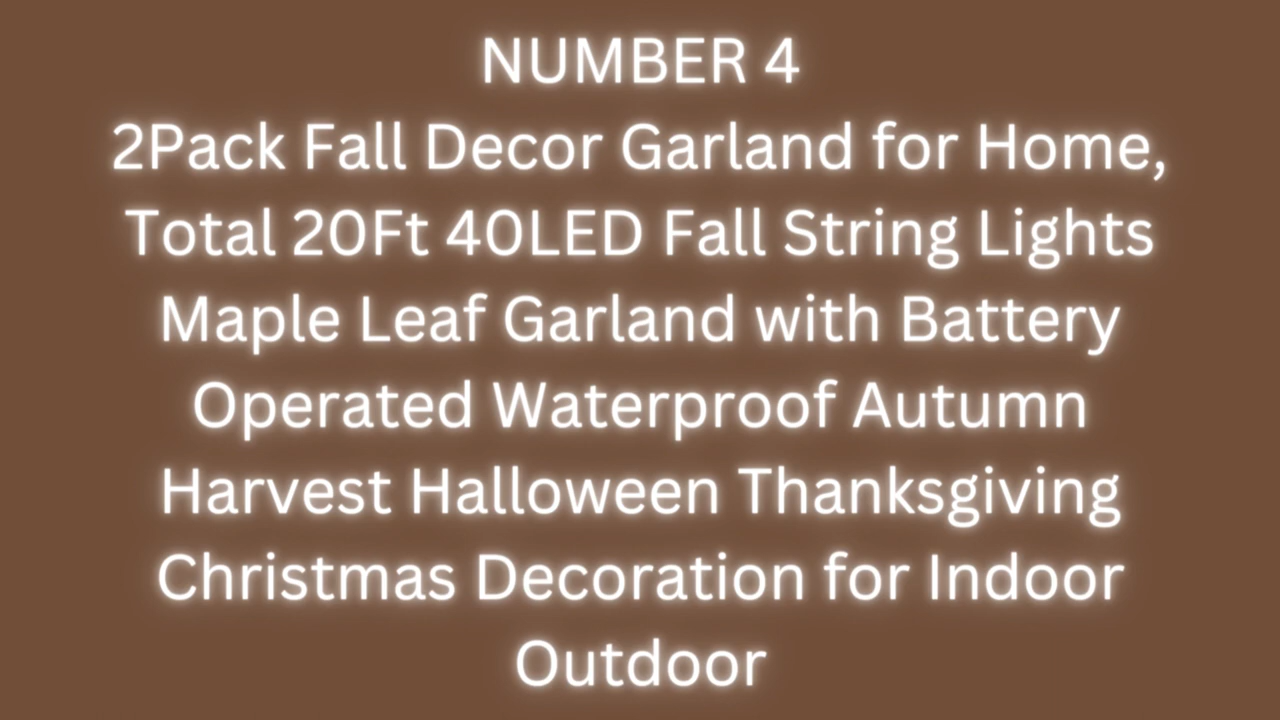 NUMBER 4
2Pack Fall Decor Garland for Home,
Total 20Ft 40LED Fall String Lights
Maple Leaf Garland with Battery
Operated Waterproof Autumn
Harvest Halloween Thanksgiving
Christmas Decoration for Indoor
Outdoor